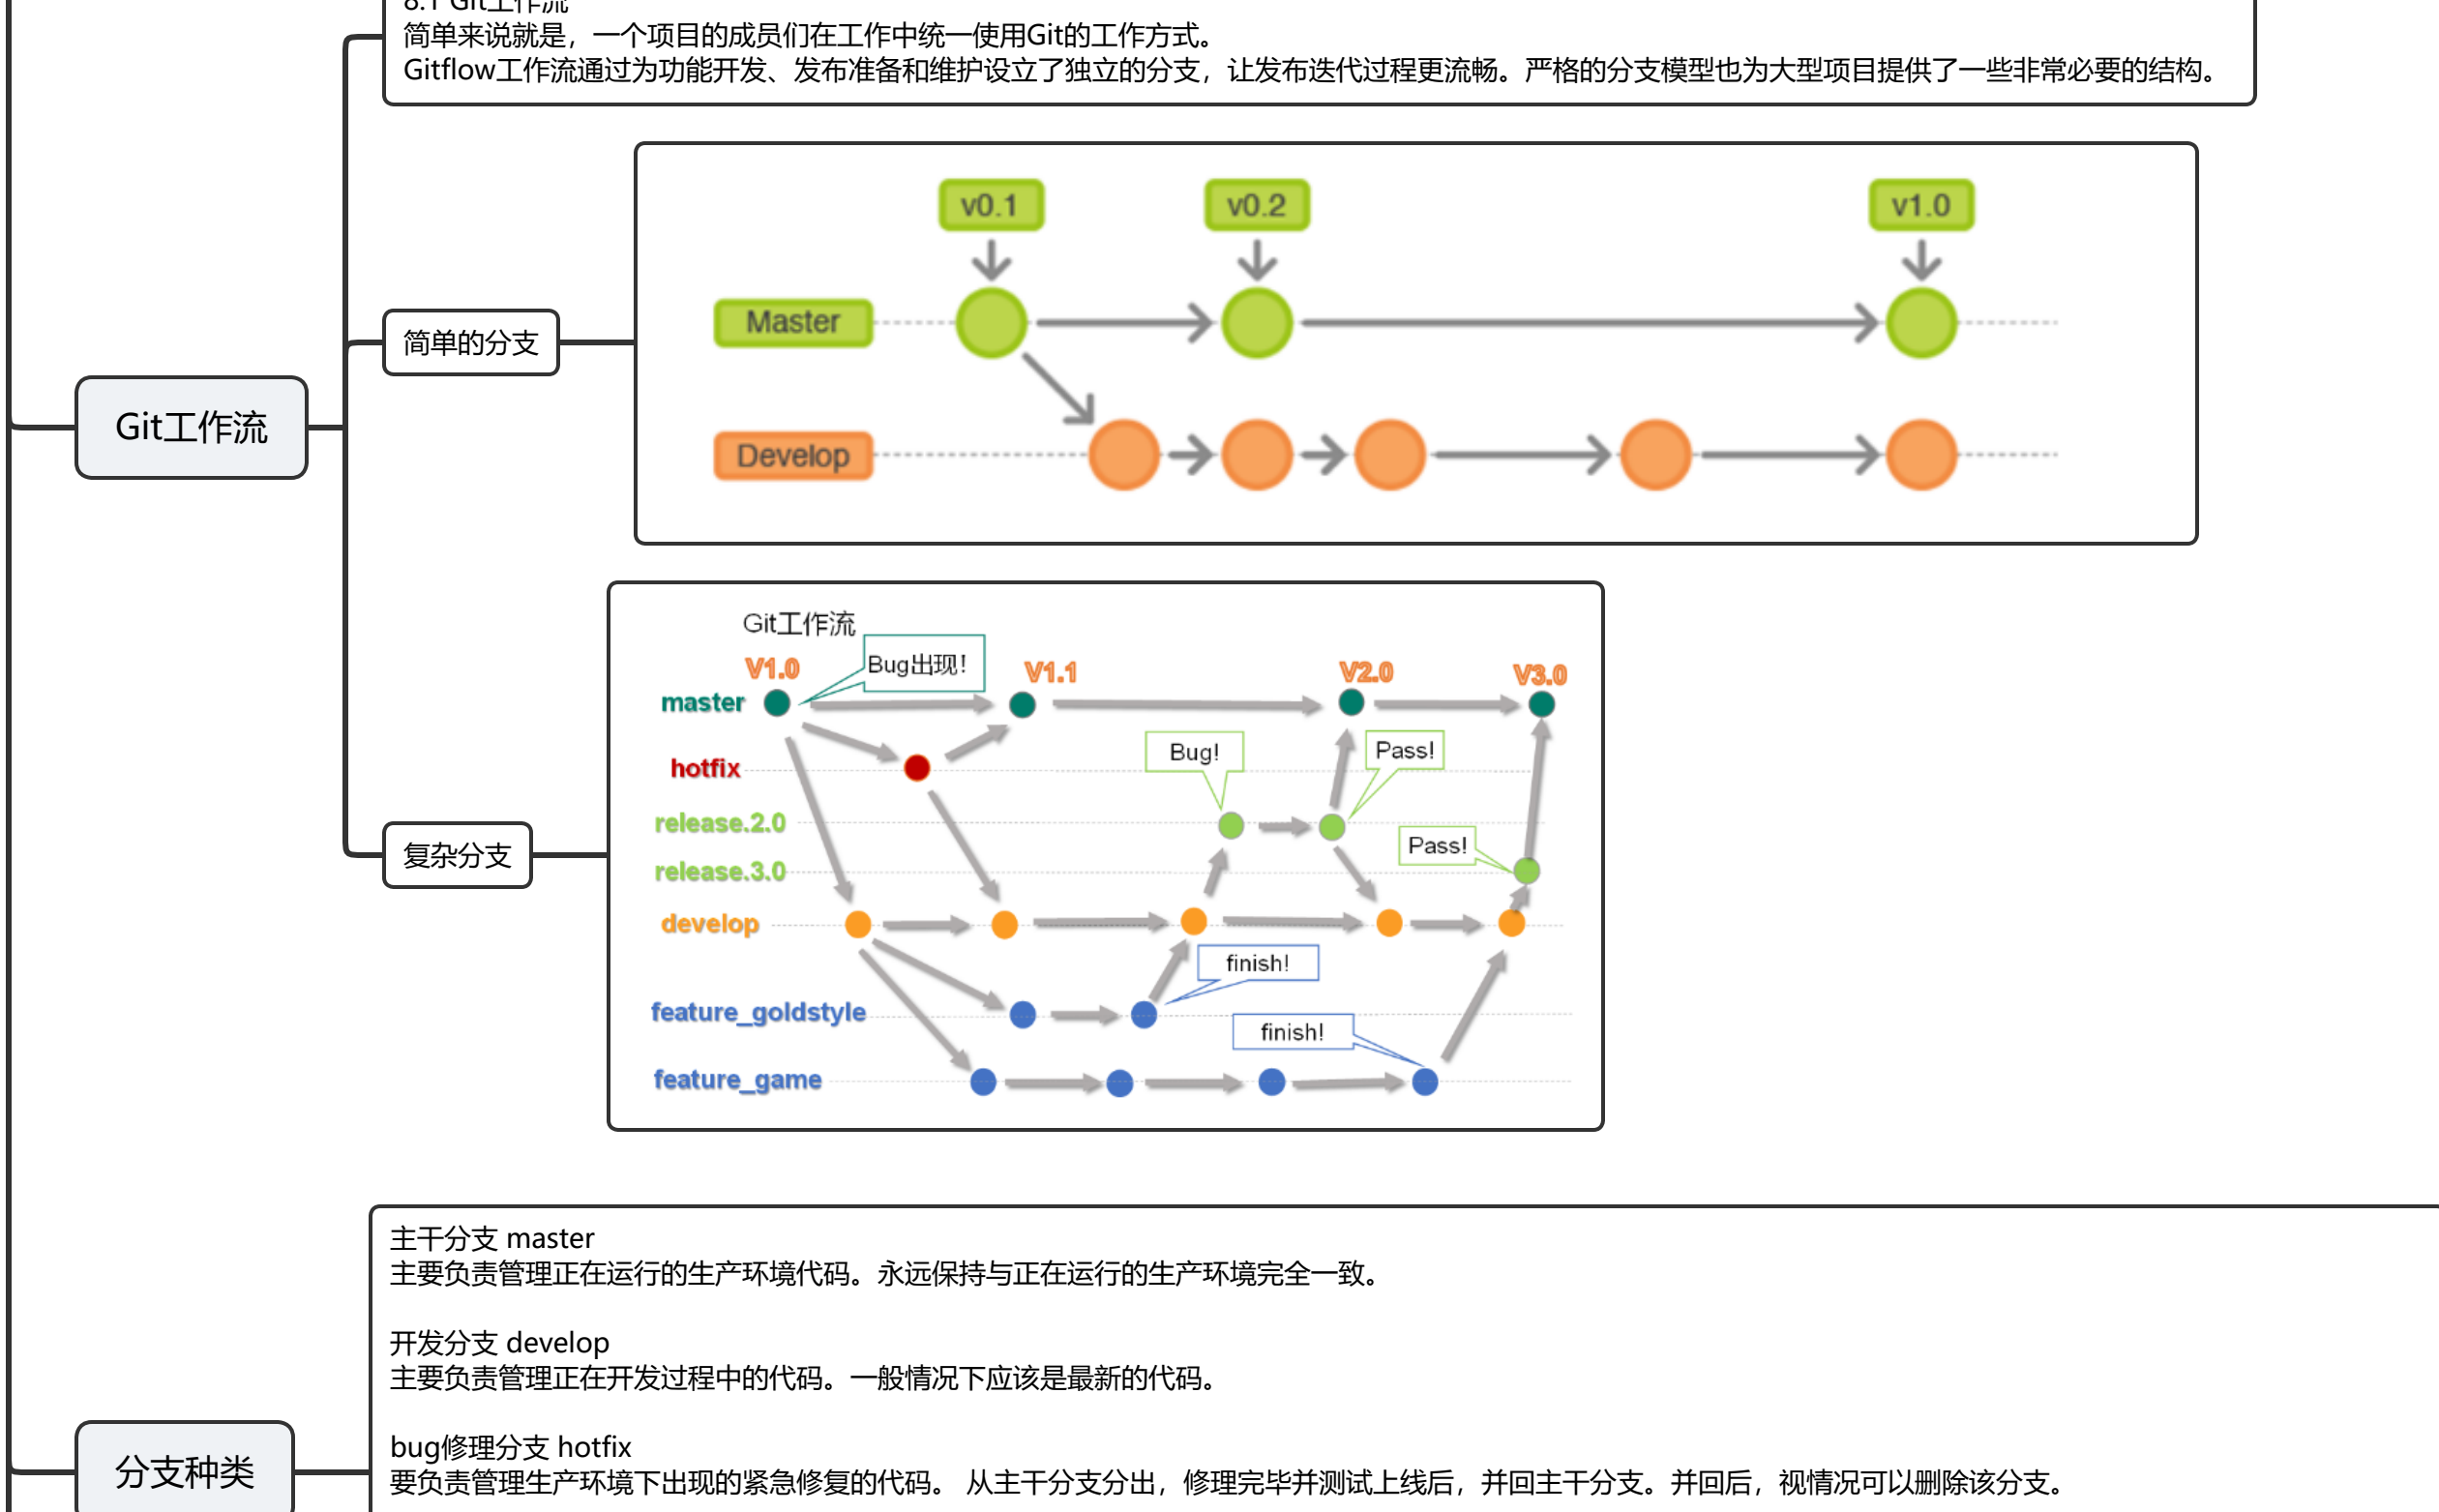 8.1 Git工作流
简单来说就是，一个项目的成员们在工作中统一使用Git的工作方式。
Gitflow工作流通过为功能开发、发布准备和维护设立了独立的分支，让发布迭代过程更流畅。严格的分支模型也为大型项目提供了一些非常必要的结构。
Git工作流
简单的分支
v0.1
v0.2
v1.0
Master
Develop
复杂分支
Git工作流
V1.0
Bug出现！
V1.1
V2.0
V3.0
master
Bug!
Pass!
hotfix
release.2.0
Pass!
release.3.0
develop
finish!
feature_goldstyle
finish!
feature_game
分支种类
主干分支 master
主要负责管理正在运行的生产环境代码。永远保持与正在运行的生产环境完全一致。
开发分支 develop
主要负责管理正在开发过程中的代码。一般情况下应该是最新的代码。
bug修理分支 hotfix
要负责管理生产环境下出现的紧急修复的代码。 从主干分支分出，修理完毕并测试上线后，并回主干分支。并回后，视情况可以删除该分支。